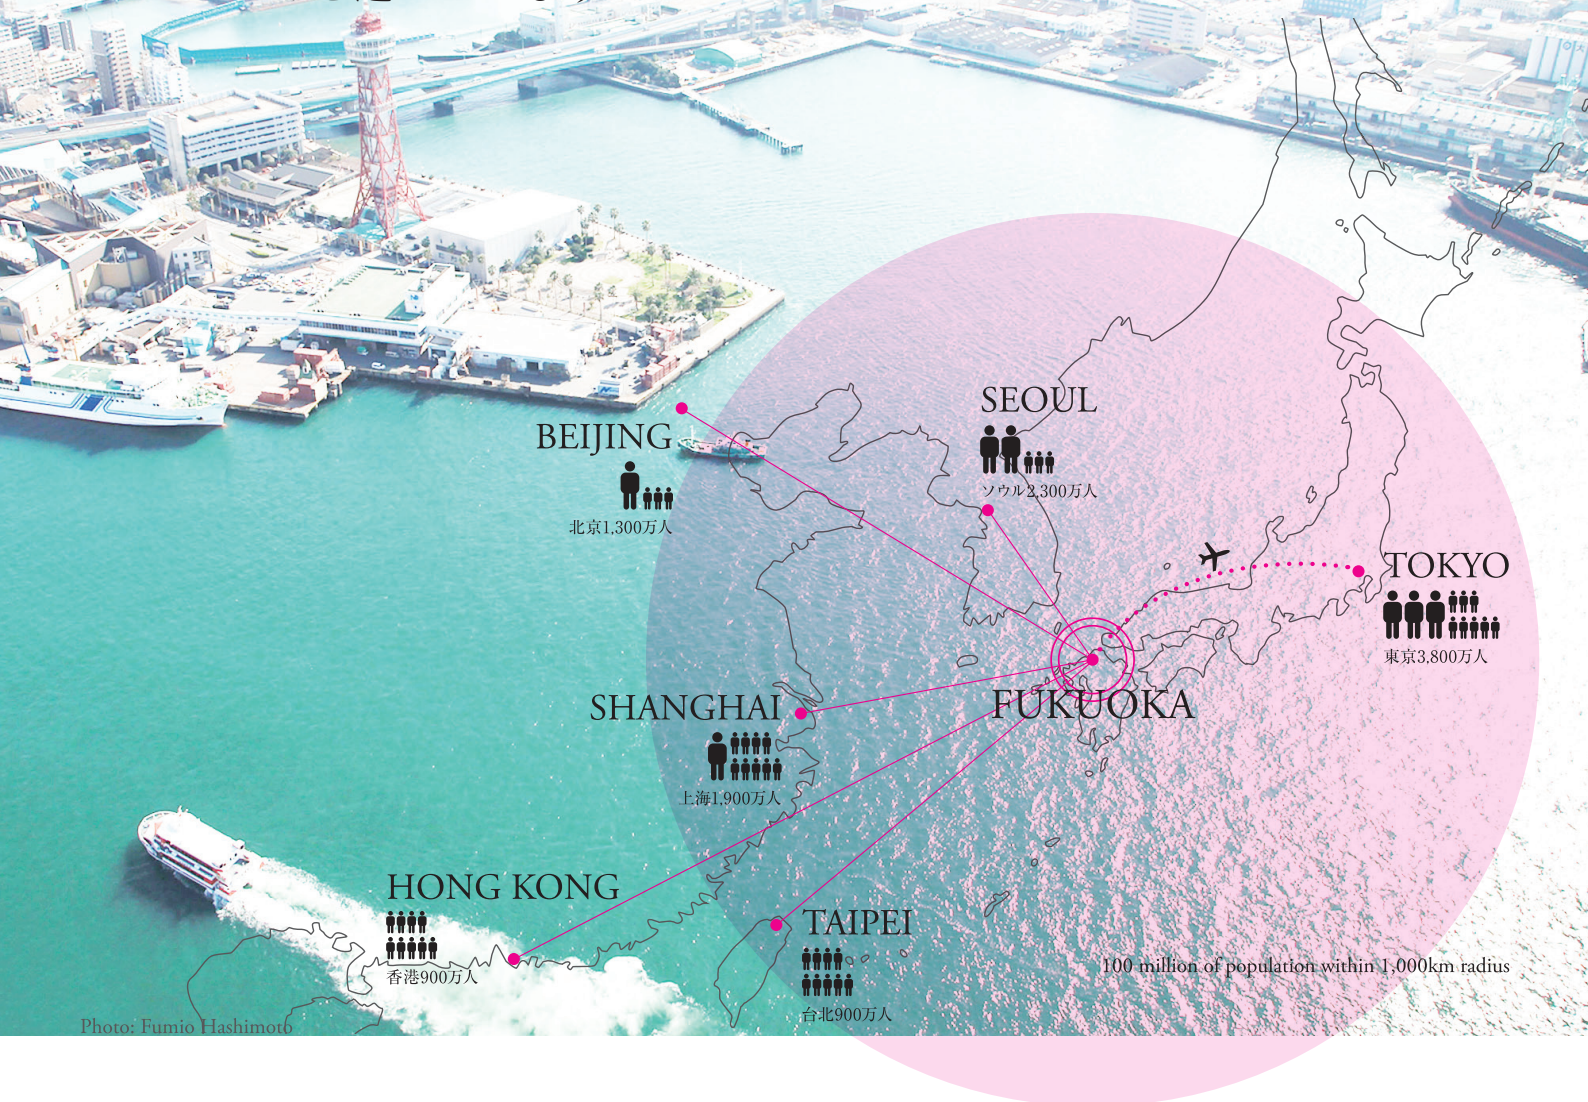 SEOUL
ソウル2,300万人
BEIJING
北京1,300万人
TOKYO
東京3,800万人
SHANGHAI
上海1,900万人
FUKUOKA
HONG KONG
香港900万人
TAIPEI
台北900万人
100 million of population within 1,000km radius
Photo: Fumio Hashimoto